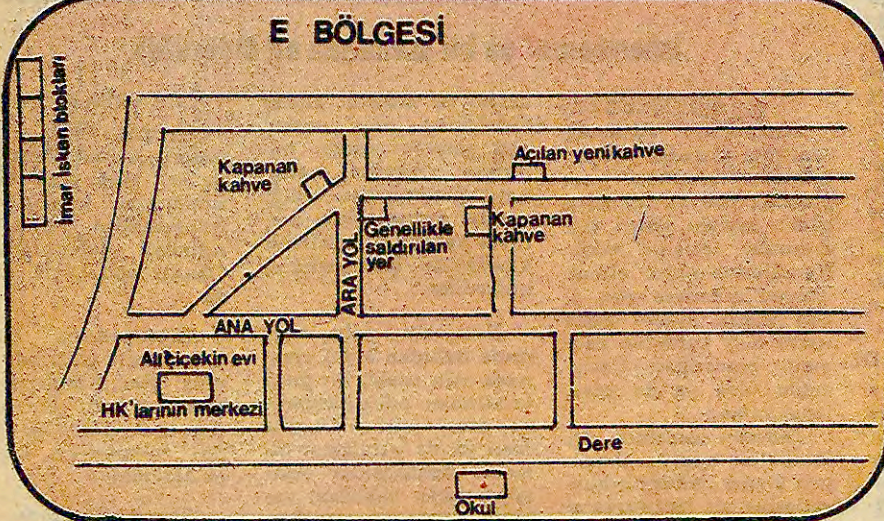 E BÖLGESİ
İmar İskan blokları
Kapanan
kahve
Açılan yeni kahve
Genellikle
saldırılan
yer
Kapanan
kahve
ARA YOL
ANA YOL
Ali Çiçekin evi
HK'larının merkezi
Dere
Okul